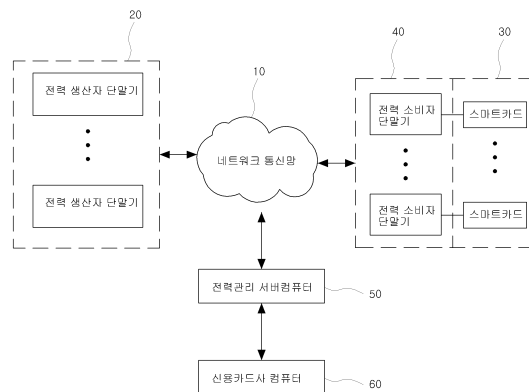 20
10
40
30
전력 생산자 단말기
전력 생산자 단말기
네트워크 통신망
전력 소비자
단말기
스마트카드
전력 소비자
단말기
스마트카드
전력관리 서버컴퓨터
50
신용카드사 컴퓨터
60